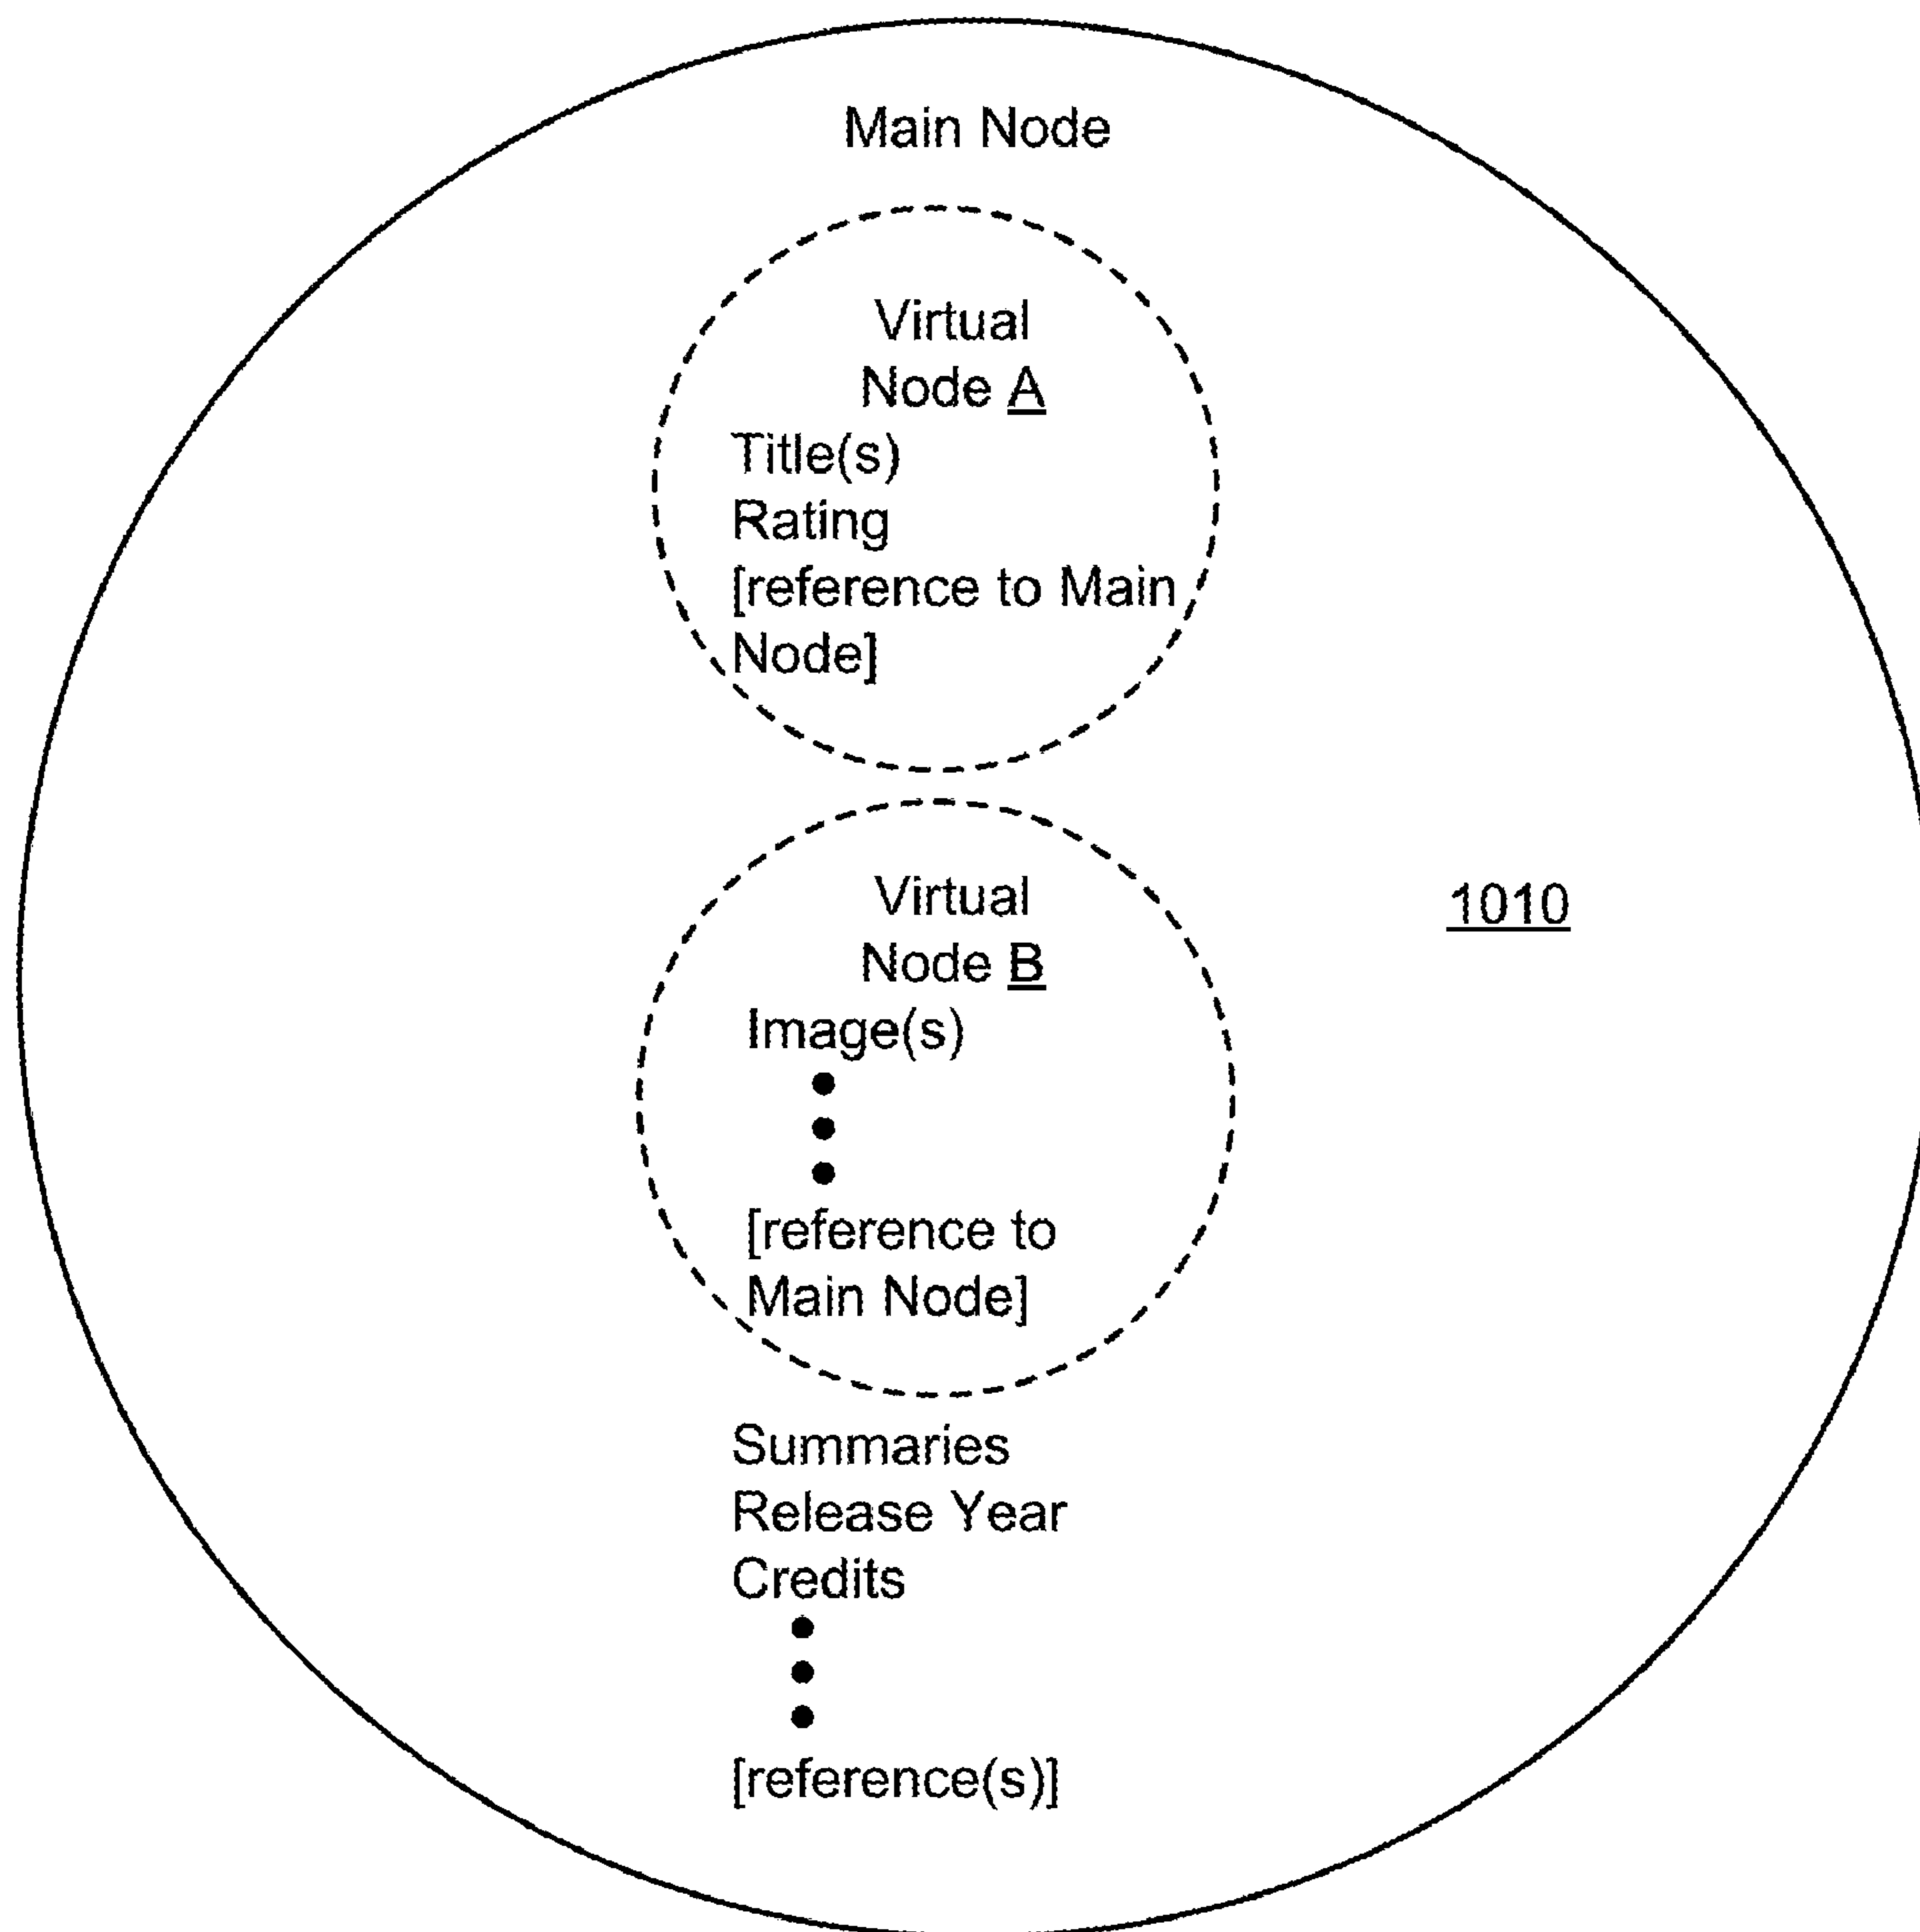 Main Node
Virtual
Node A
Title(s)
Rating
[reference to Main
Node]
Virtual
Node B
Image(s)
[reference to
Main Node]
1010
Summaries
Release Year
Credits
[reference(s)]